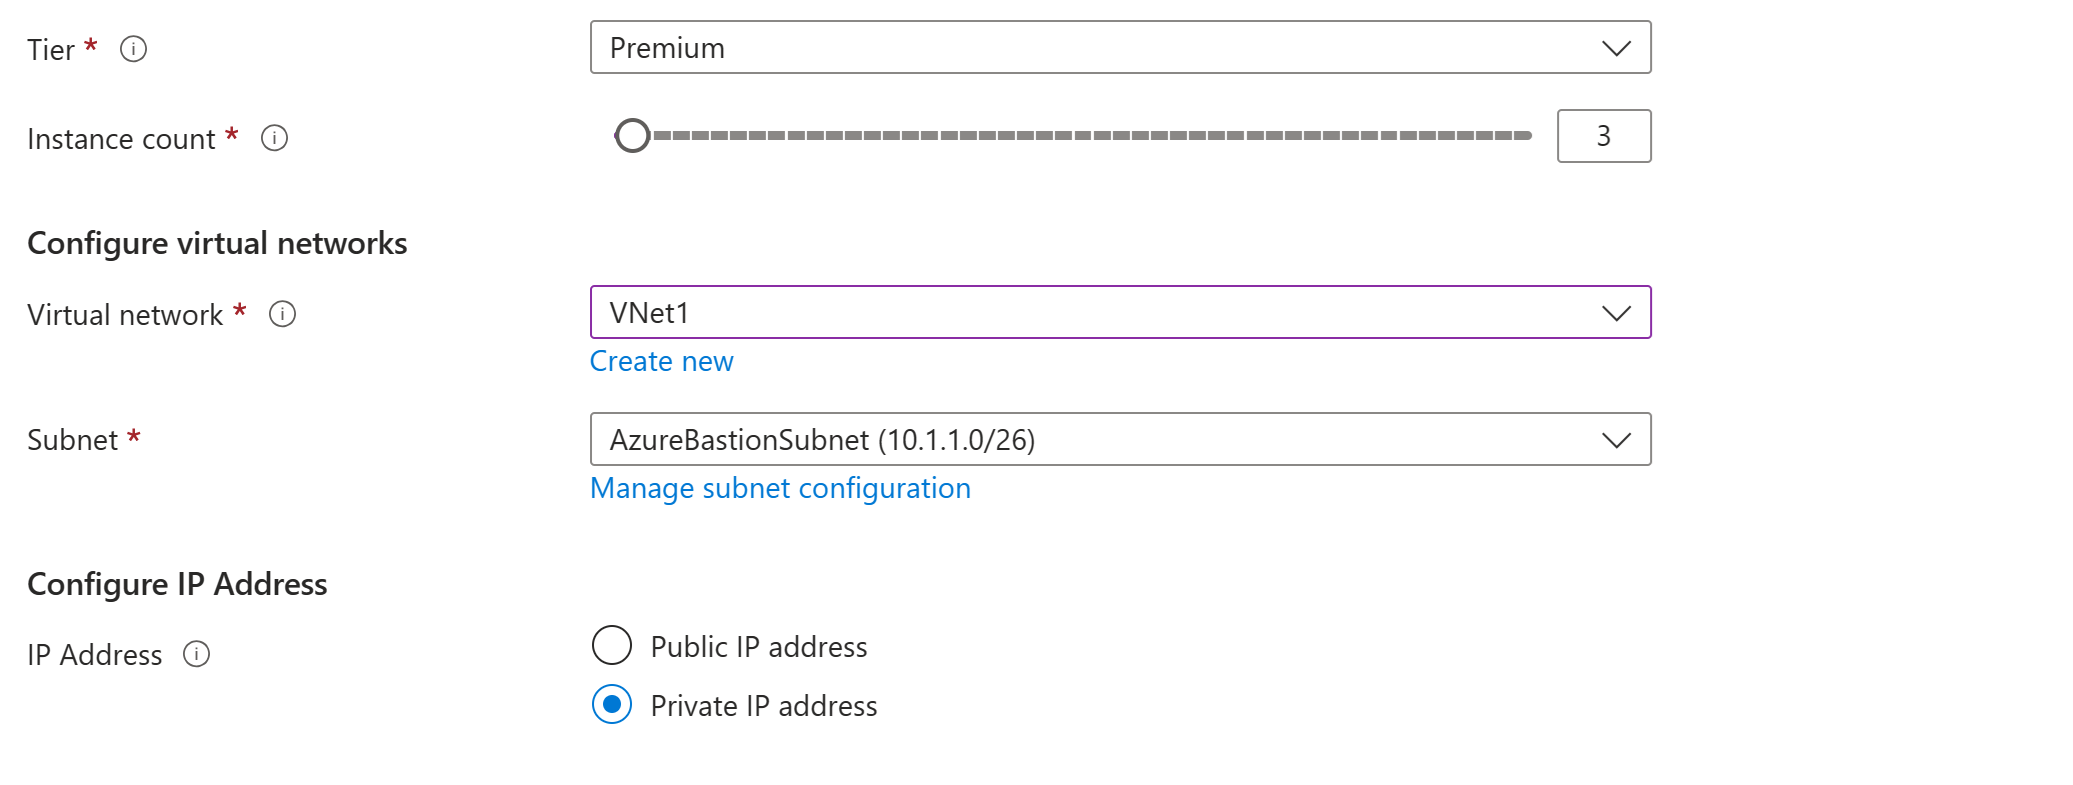 Tier * Premium
Instance count * 3
Configure virtual networks
Virtual network * VNet1
Create new
Subnet * AzureBastionSubnet (10.1.1.0/26)
Manage subnet configuration
Configure IP Address
IP Address Public IP address
Private IP address